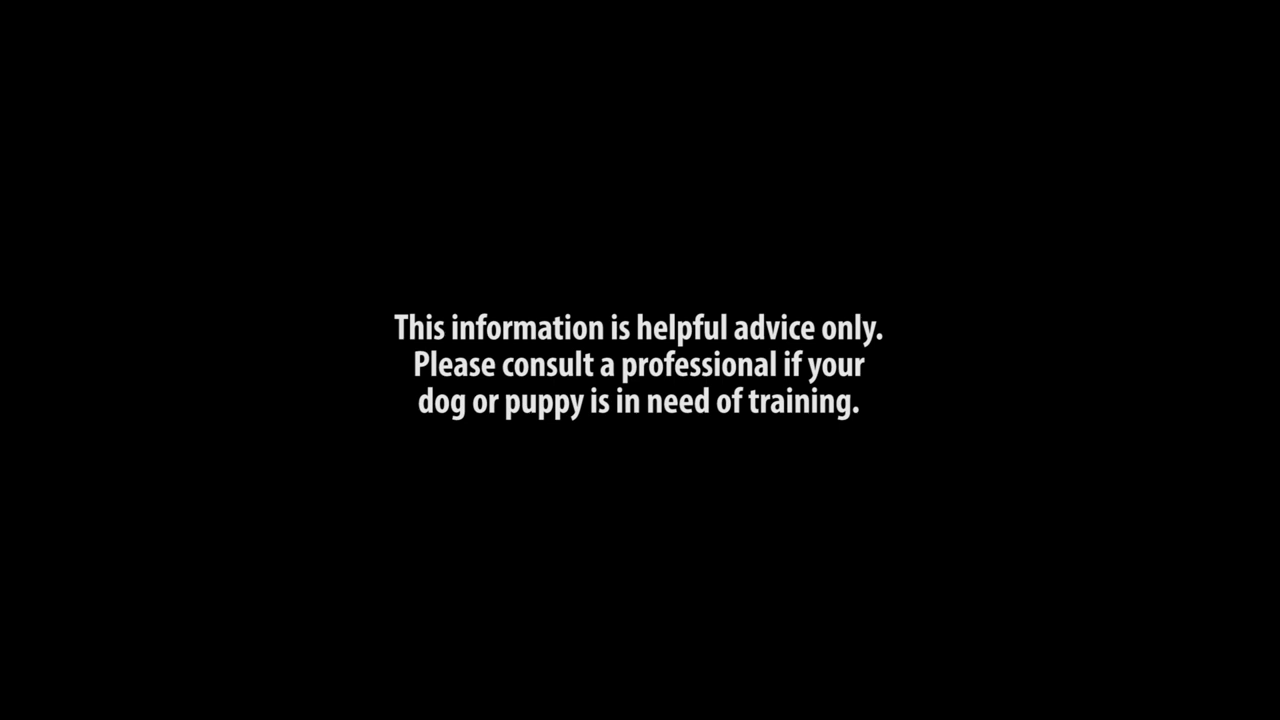 This information is helpful advice only.
Please consult a professional if your
dog or puppy is in need of training.